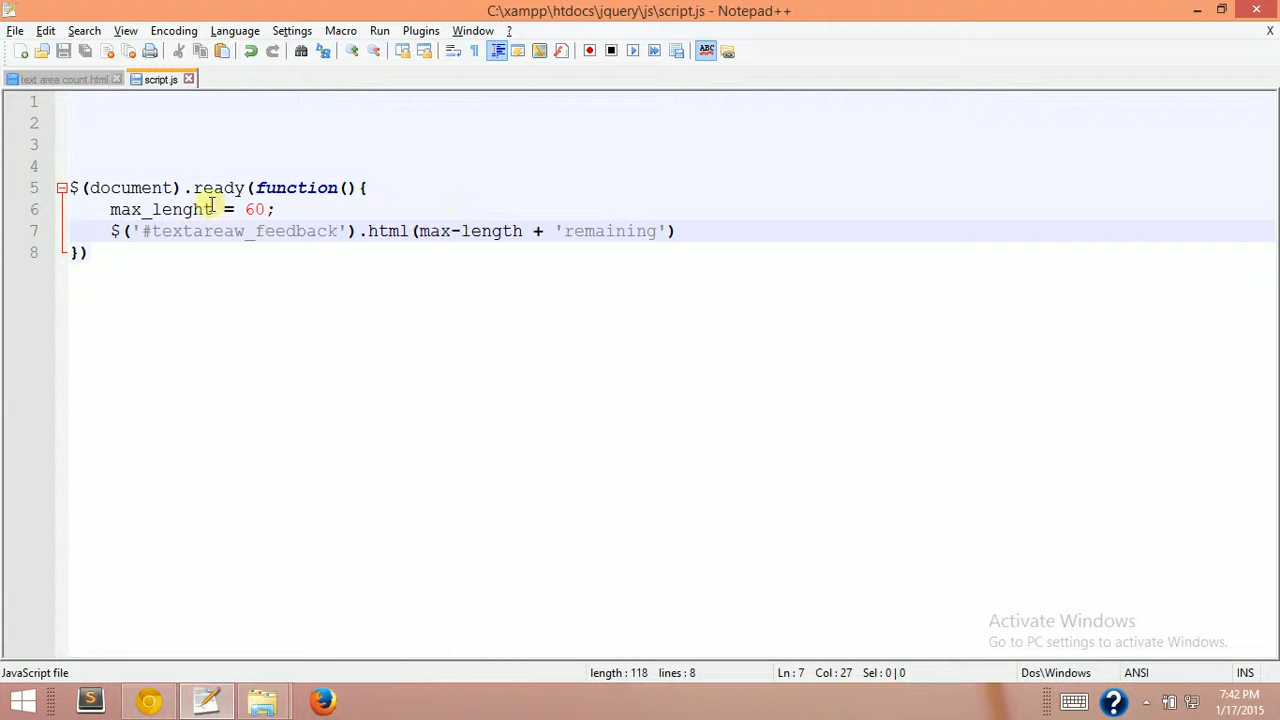 C:\xampp\htdocs\jquery\js\script.js - Notepad++
File Edit Search View Encoding Language Settings Macro Run Plugins Window ? X
ABC
text area count.html script.js
1
2
3
4
5 $(document).ready(function(){
6 max_lenght = 60;
7 $('#textareaw_feedback').html(max-length + 'remaining')
8 })
Activate Windows
Go to PC settings to activate Windows.
JavaScript file length : 118 lines : 8 Ln : 7 Col : 27 Sel : 0 | 0 Dos\Windows ANSI INS
7:42 PM
1/17/2015